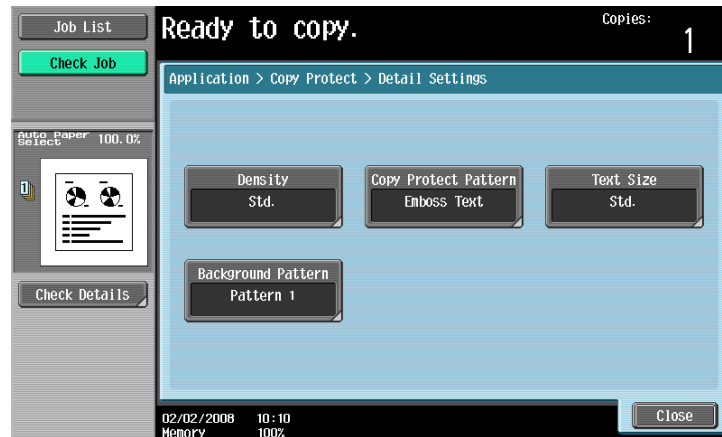 Job List
Ready to copy.
Copies:
1
Check Job
Application > Copy Protect > Detail Settings
Auto Paper
Select
100.0%
1
Density
Std.
Copy Protect Pattern
Emboss Text
Text Size
Std.
Background Pattern
Pattern 1
Check Details
02/02/2008 10:10
Memory 100%
Close